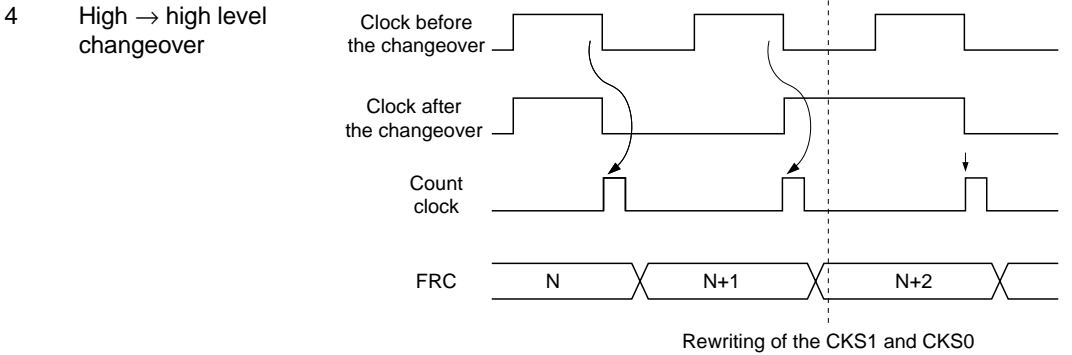 4 High → high level
changeover
Clock before
the changeover
Clock after
the changeover
Count
clock
FRC
N
N+1
N+2
Rewriting of the CKS1 and CKS0